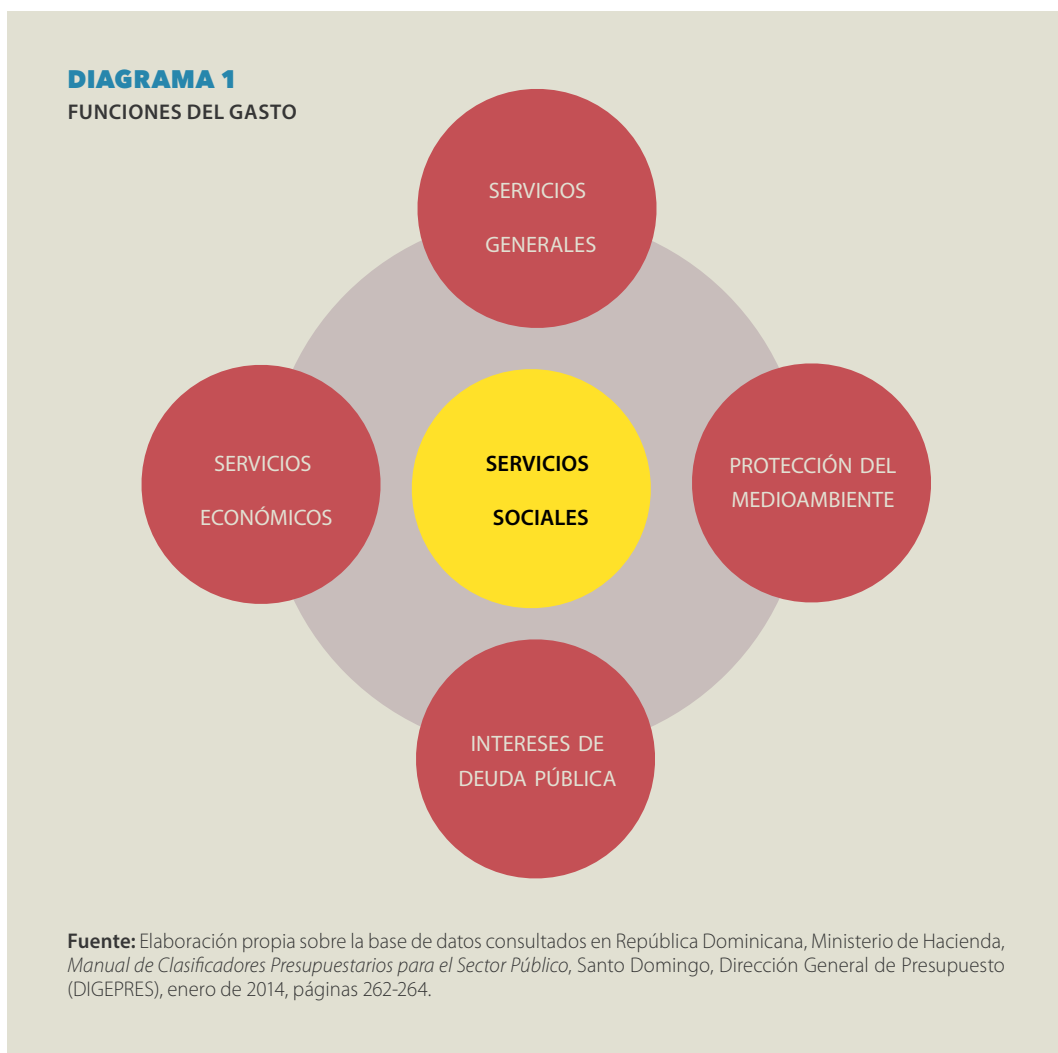 DIAGRAMA 1
FUNCIONES DEL GASTO
SERVICIOS
GENERALES
SERVICIOS
ECONÓMICOS
SERVICIOS
SOCIALES
PROTECCIÓN DEL
MEDIOAMBIENTE
INTERESES DE
DEUDA PÚBLICA
Fuente: Elaboración propia sobre la base de datos consultados en República Dominicana, Ministerio de Hacienda,
Manual de Clasificadores Presupuestarios para el Sector Público, Santo Domingo, Dirección General de Presupuesto
(DIGEPRES), enero de 2014, páginas 262-264.